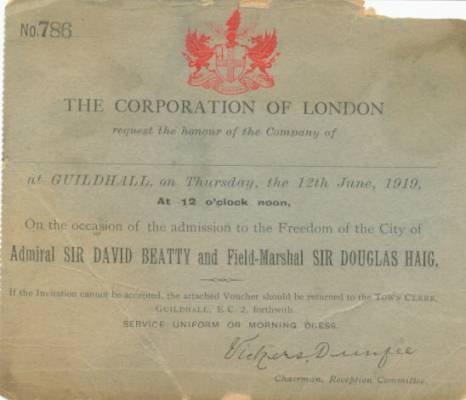 No. 786
THE CORPORATION OF LONDON
request the honour of the Company of
at GUILDHALL, on Thursday, the 12th June, 1919,
At 12 o'clock noon,
On the occasion of the admission to the Freedom of the City of
Admiral SIR DAVID BEATTY and Field-Marshal SIR DOUGLAS HAIG.
If the Invitation cannot be accepted, the attached Voucher should be returned to the TOWN CLERK,
GUILDHALL, E.C. 2, forthwith.
SERVICE UNIFORM OR MORNING DRESS.
Vickers Dunfee
Chairman, Reception Committee.